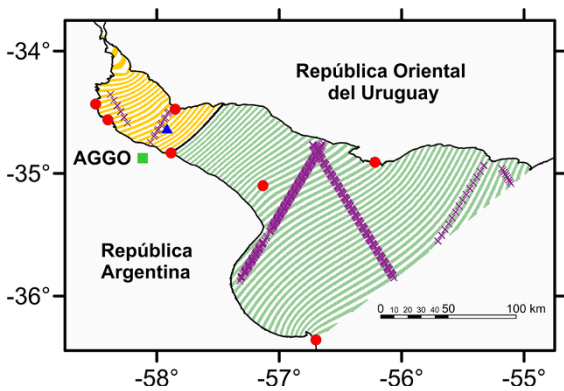 -34°
República Oriental
del Uruguay
-35°
AGGO
República
Argentina
-36°
0 10 20 30 40 50 100 km
-58° -57° -56° -55°